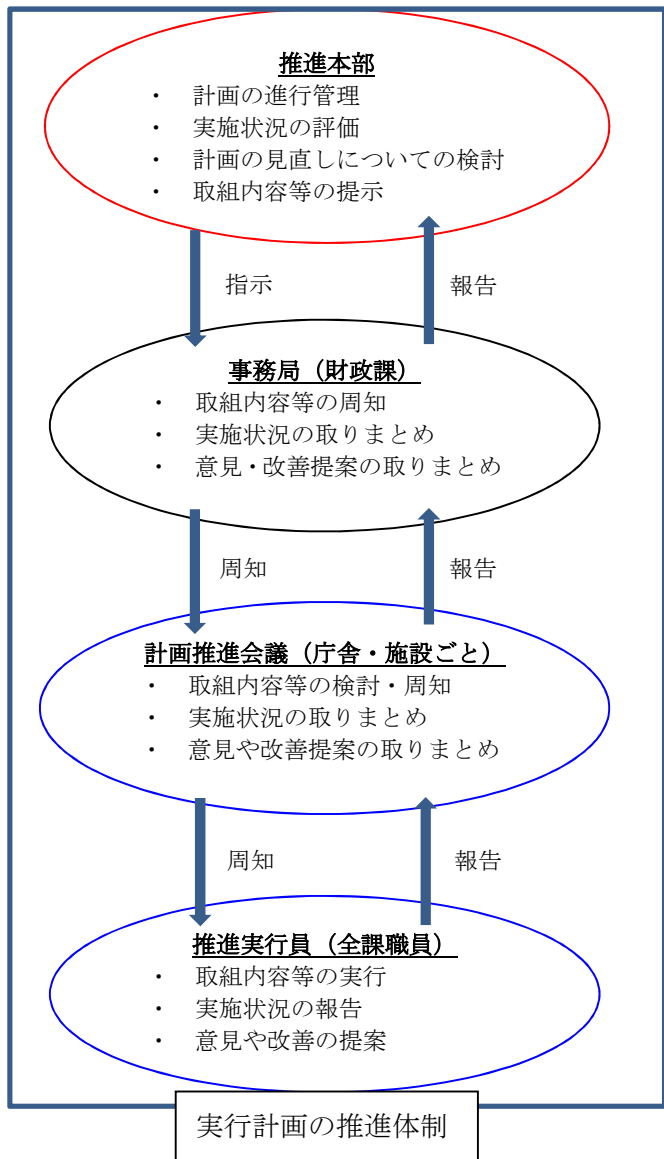 推進本部
・ 計画の進行管理
・ 実施状況の評価
・ 計画の見直しについての検討
・ 取組内容等の提示
指示
報告
事務局（財政課）
・ 取組内容等の周知
・ 実施状況の取りまとめ
・ 意見・改善提案の取りまとめ
周知
報告
計画推進会議（庁舎・施設ごと）
・ 取組内容等の検討・周知
・ 実施状況の取りまとめ
・ 意見や改善提案の取りまとめ
周知
報告
推進実行員（全課職員）
・ 取組内容等の実行
・ 実施状況の報告
・ 意見や改善の提案
実行計画の推進体制